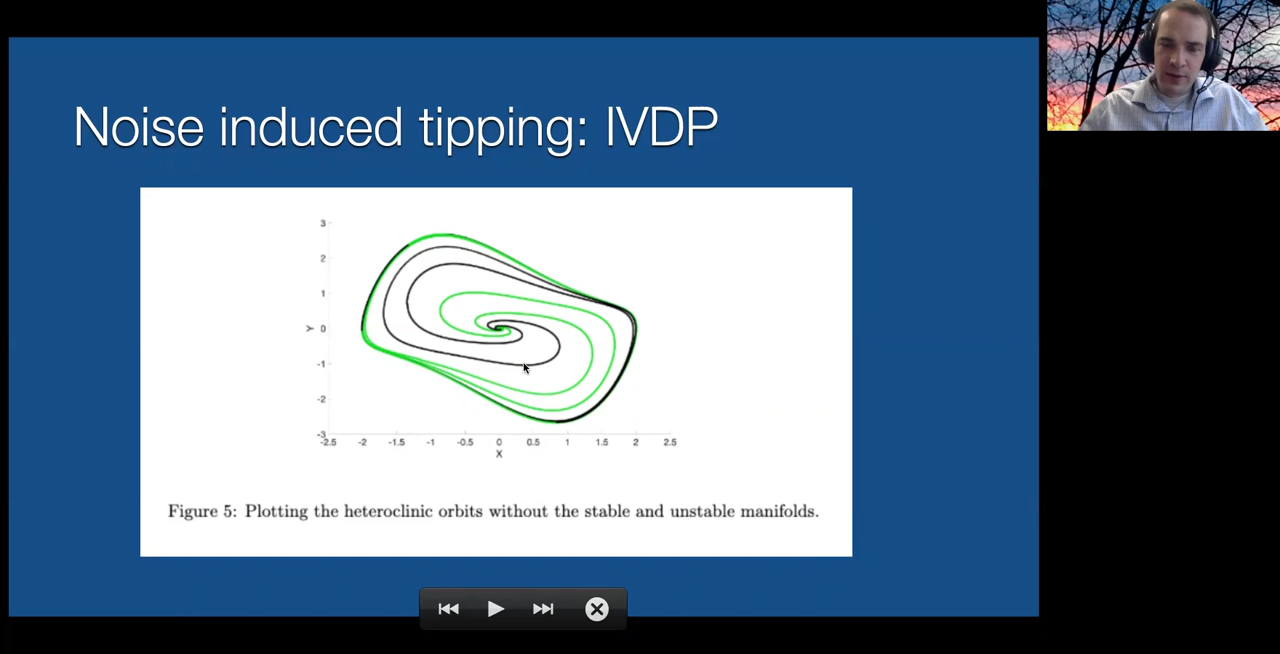 Noise induced tipping: IVDP
3
2
1
Y 0
-1
-2
-3
-2.5 -2 -1.5 -1 -0.5 0 0.5 1 1.5 2 2.5
X
Figure 5: Plotting the heteroclinic orbits without the stable and unstable manifolds.